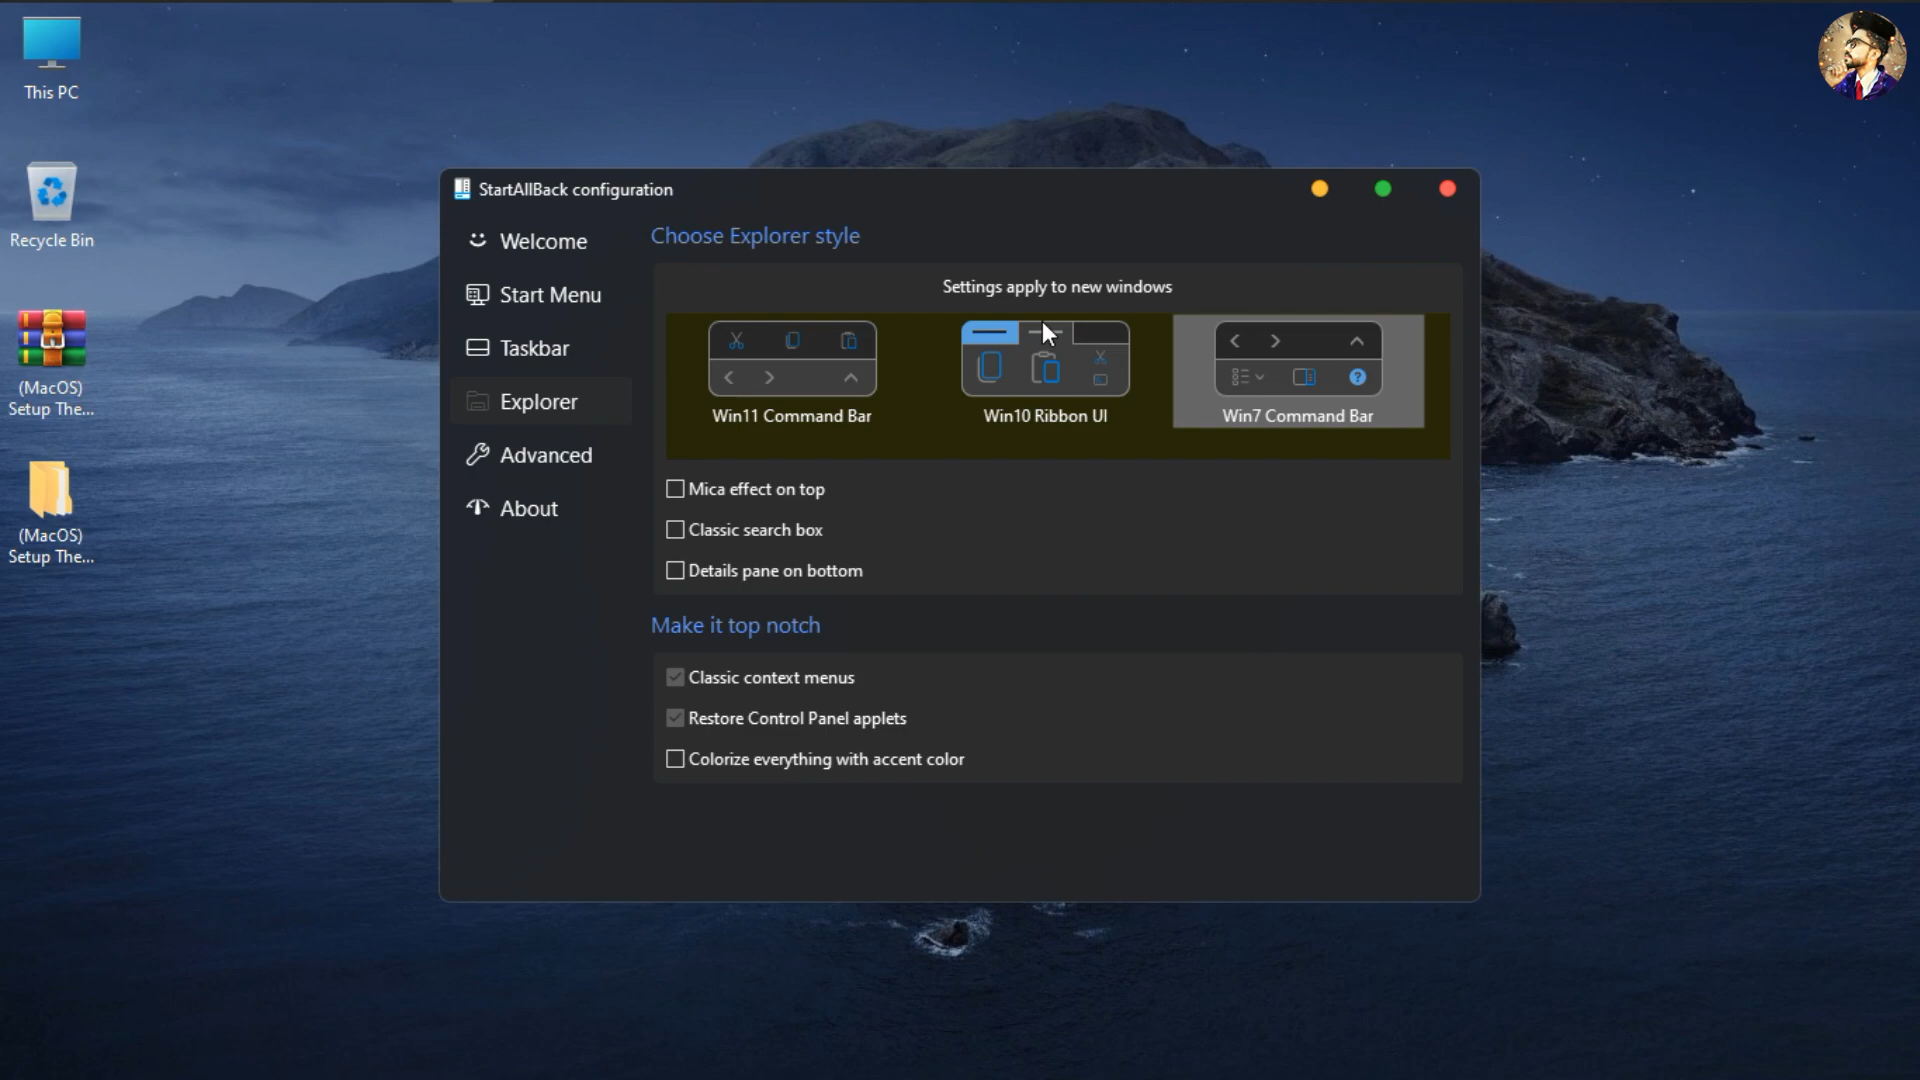 This PC
Recycle Bin
(MacOS)
Setup The...
(MacOS)
Setup The...
StartAllBack configuration
Welcome
Start Menu
Taskbar
Explorer
Advanced
About
Choose Explorer style
Settings apply to new windows
Win11 Command Bar
Win10 Ribbon UI
Win7 Command Bar
Mica effect on top
Classic search box
Details pane on bottom
Make it top notch
Classic context menus
Restore Control Panel applets
Colorize everything with accent color